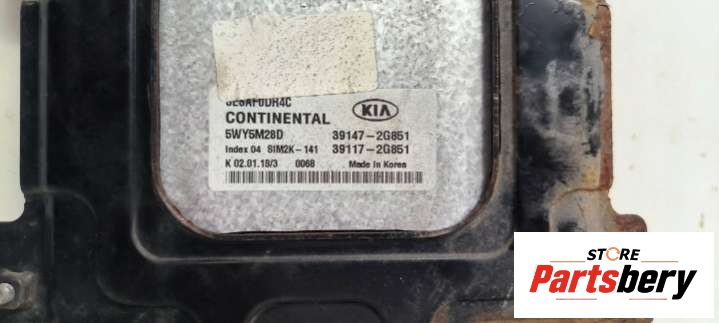 CONTINENTAL KIA
5WY5M28D 39147-2G851
Index 04 SIM2K-141 39117-2G851
K 02.01.18/3 0068 Made in Korea
STORE
Partsbery